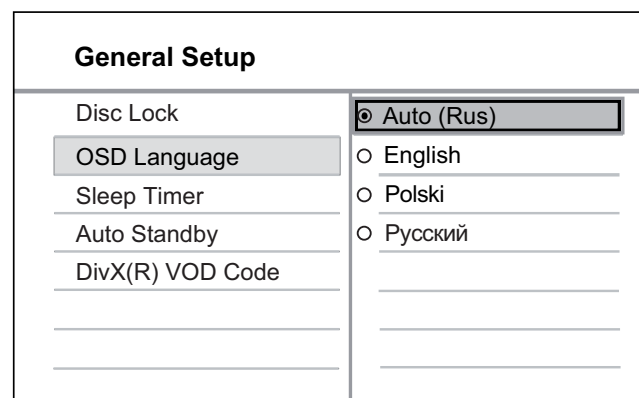 General Setup
Disc Lock
OSD Language
Sleep Timer
Auto Standby
DivX(R) VOD Code
Auto (Rus)
English
Polski
Русский